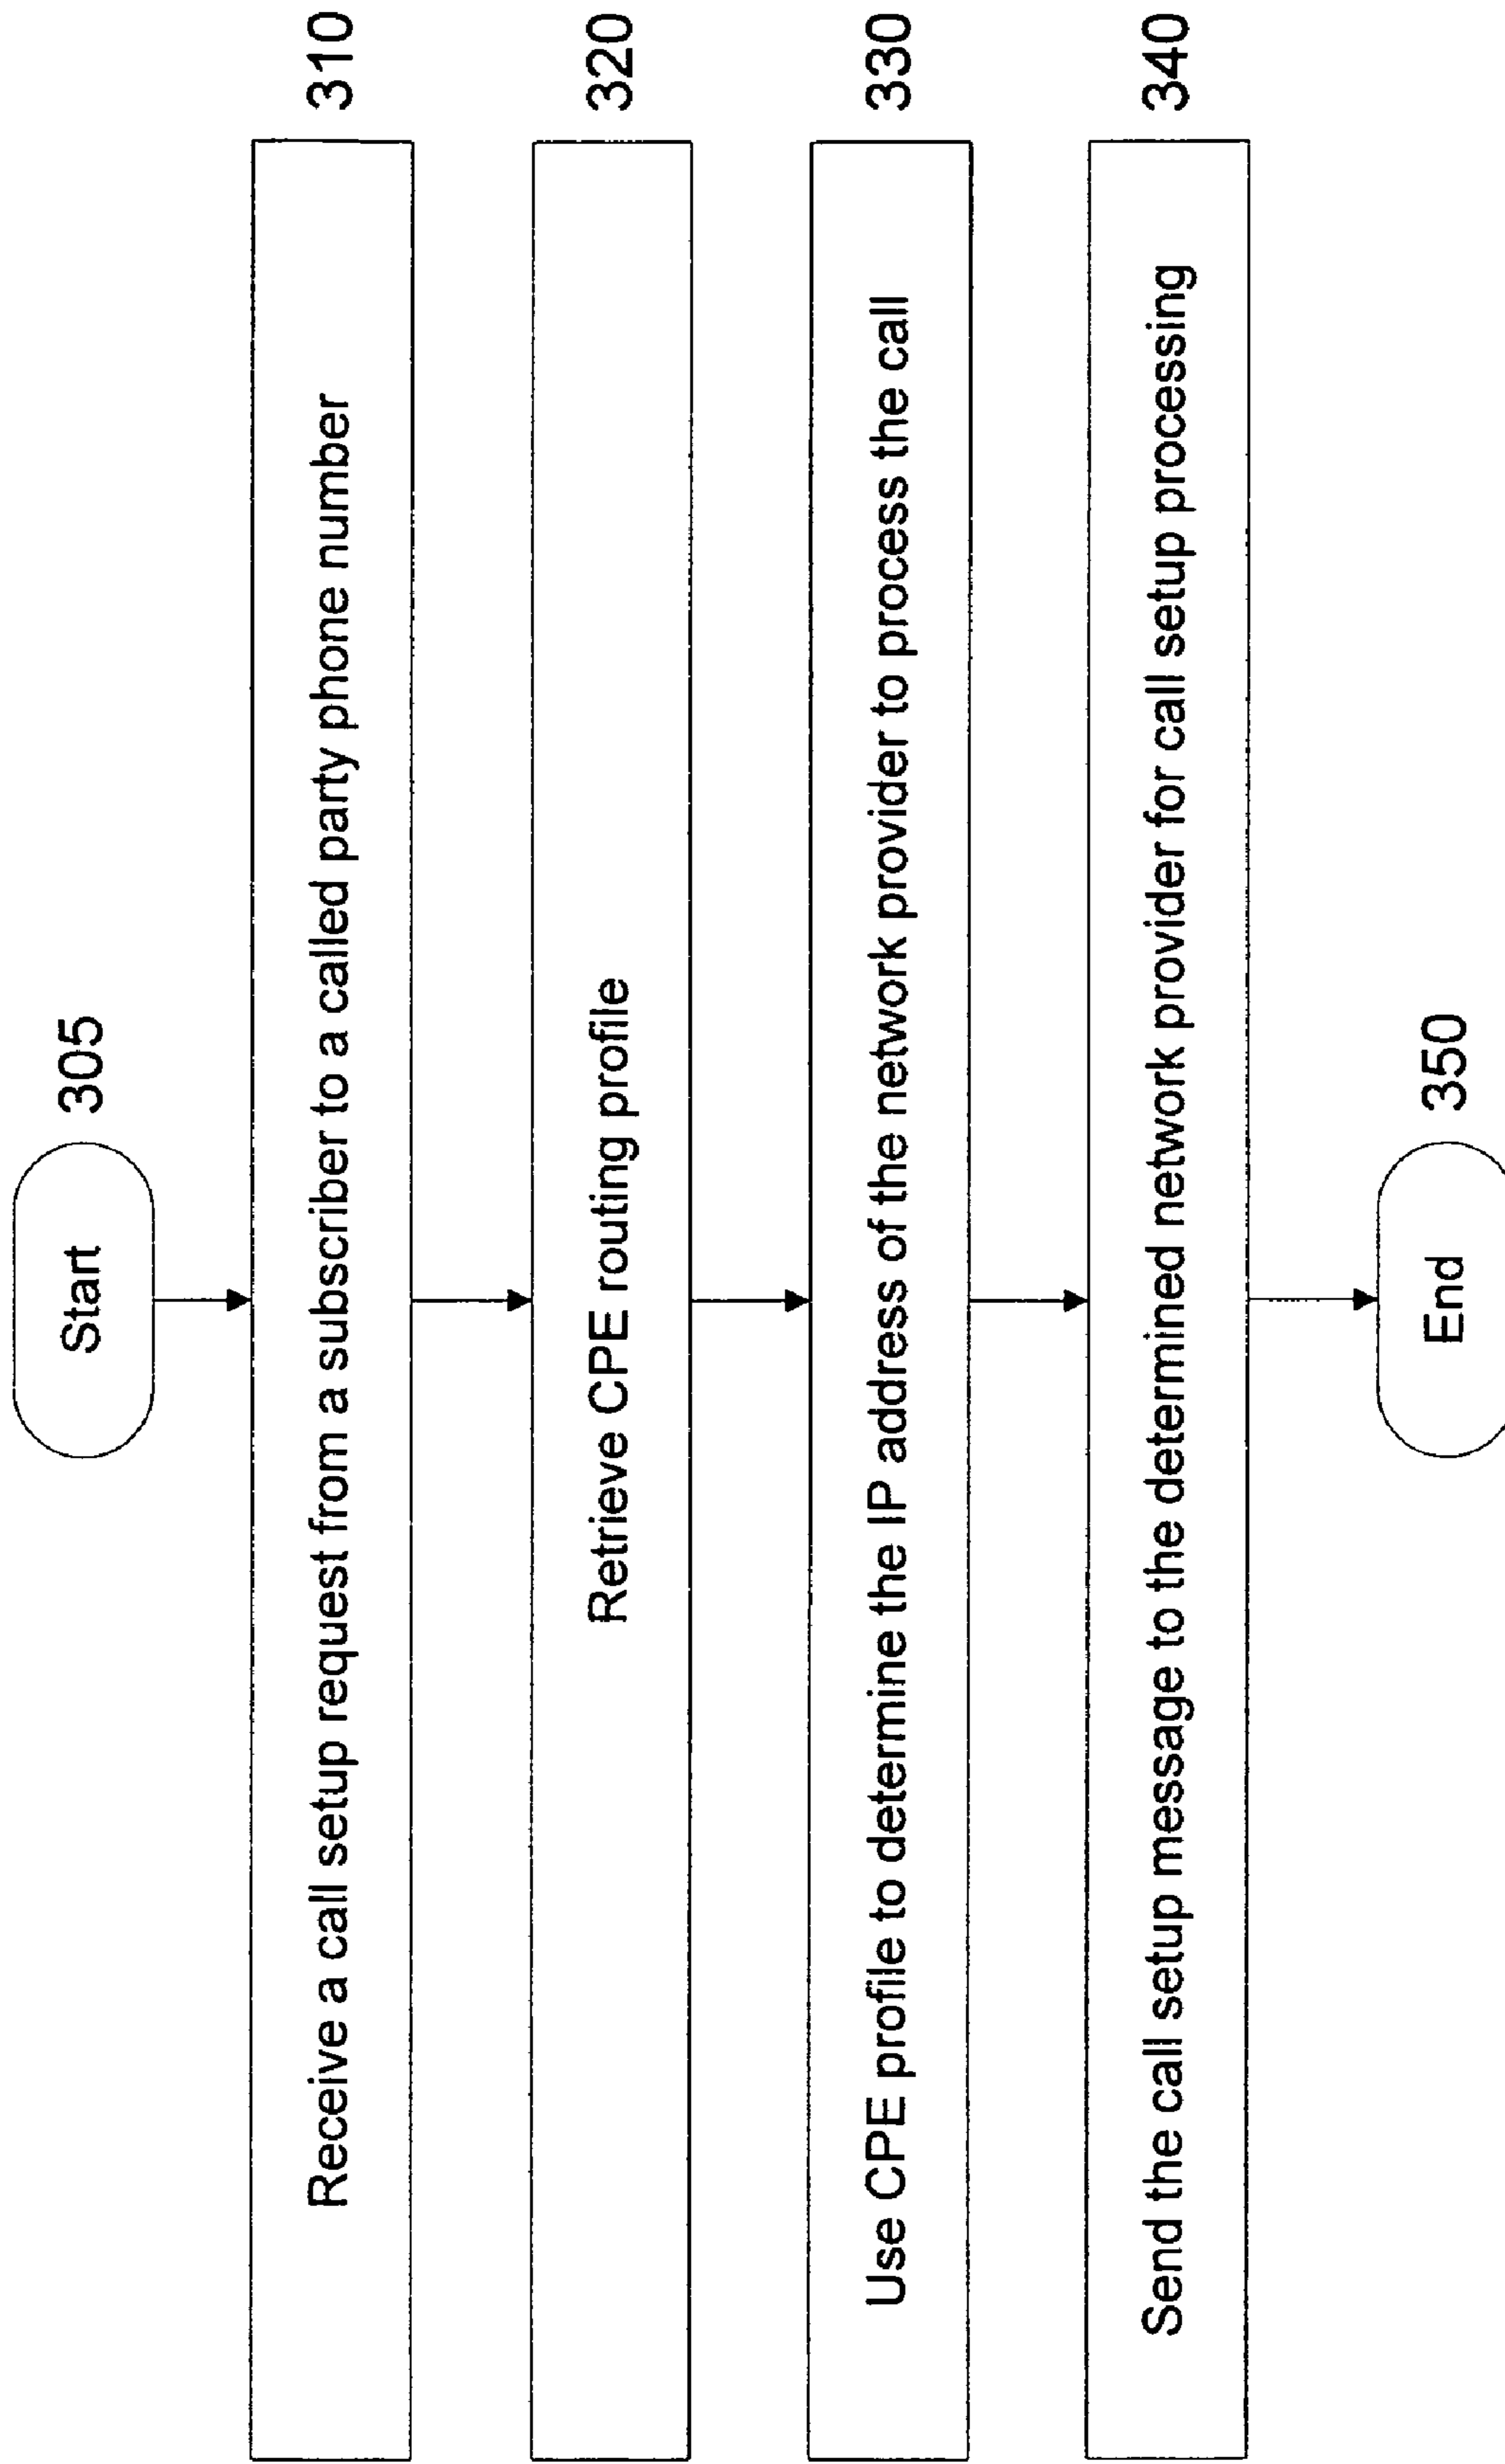 Start 305
Receive a call setup request from a subscriber to a called party phone number 310
Retrieve CPE routing profile 320
Use CPE profile to determine the IP address of the network provider to process the call 330
Send the call setup message to the determined network provider for call setup processing 340
End 350